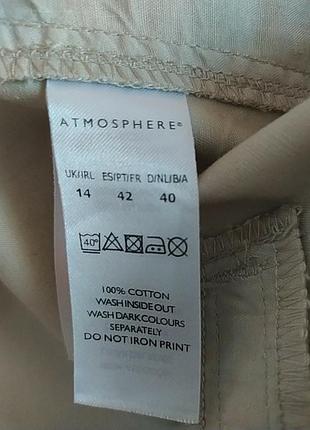 ATMOSPHERE®
UK/IRL ES/PT/FR D/NL/B/A
14 42 40
40°
100% COTTON
WASH INSIDE OUT
WASH DARK COLOURS
SEPARATELY
DO NOT IRON PRINT